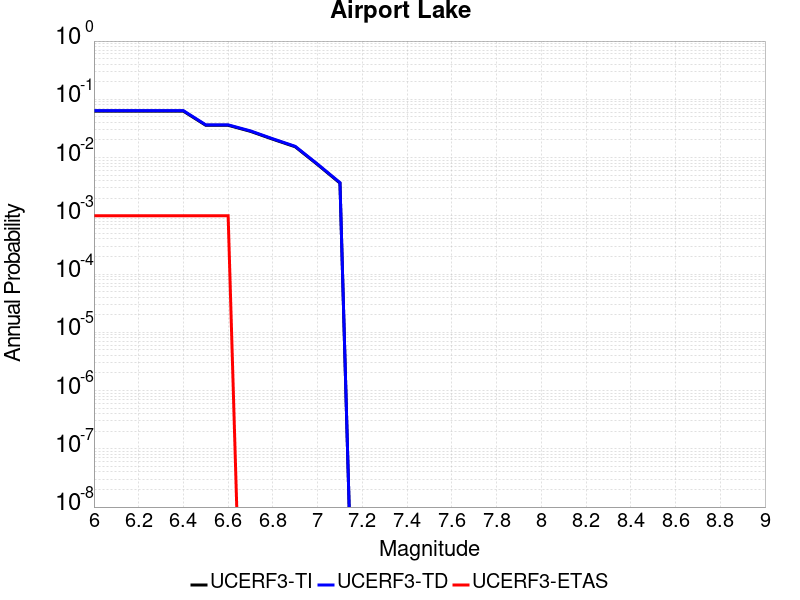 Airport Lake
10^0
10^-1
10^-2
10^-3
10^-4
10^-5
10^-6
10^-7
10^-8
Annual Probability
6 6.2 6.4 6.6 6.8 7 7.2 7.4 7.6 7.8 8 8.2 8.4 8.6 8.8 9
Magnitude
UCERF3-TI UCERF3-TD UCERF3-ETAS